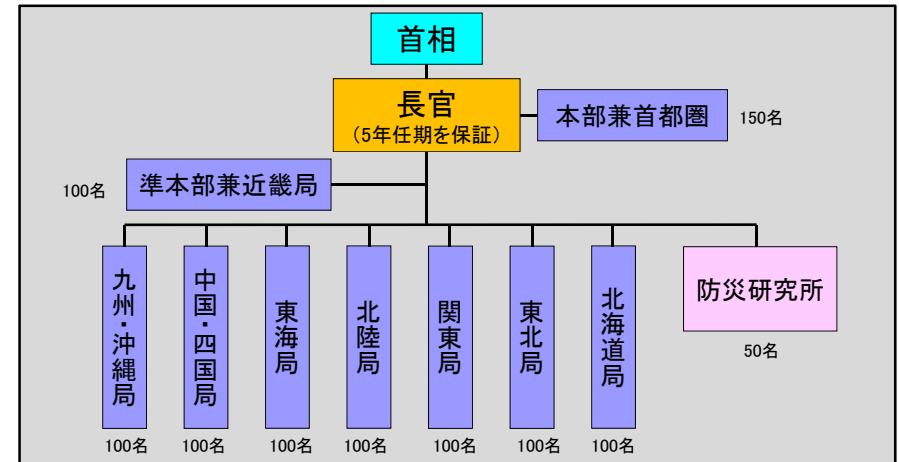 首相
長官
（5年任期を保証）
本部兼首都圏
150名
準本部兼近畿局
100名
九州・沖縄局
中国・四国局
東海局
北陸局
関東局
東北局
北海道局
防災研究所
50名
100名
100名
100名
100名
100名
100名
100名